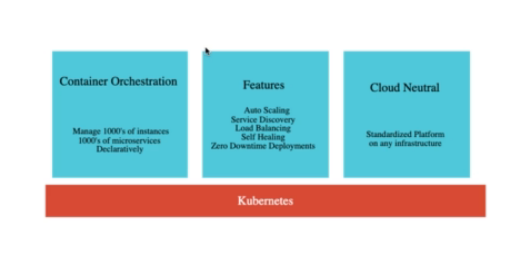 Container Orchestration
Manage 1000's of instances
1000's of microservices
Declaratively
Features
Auto Scaling
Service Discovery
Load Balancing
Self Healing
Zero Downtime Deployments
Cloud Neutral
Standardized Platform
on any infrastructure
Kubernetes